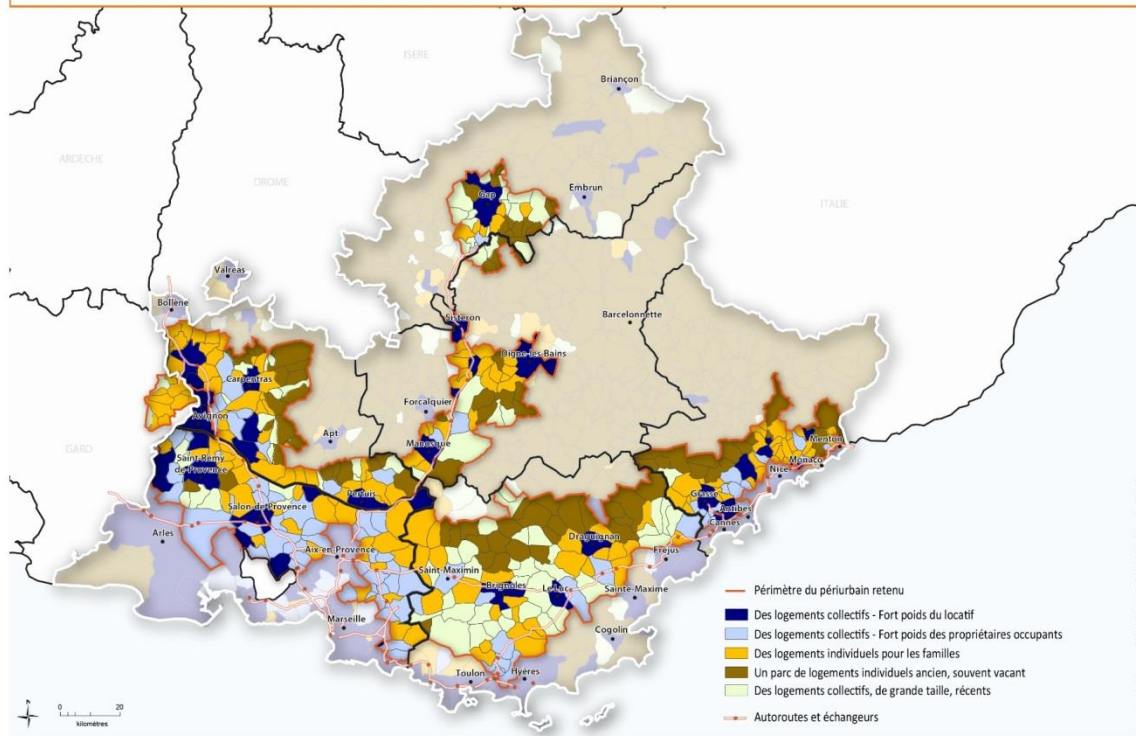 ISERE
Briançon
ARDECHE
DROME
Gap
Embrun
ITALIE
Valréas
Bollène
Sisteron
Barcelonnette
Digne-les-Bains
Carpentras
Forcalquier
Avignon
Apt
Manosque
GARD
Menton
Saint-Rémy
de-Provence
Monaco
Nice
Pertuis
Grasse
Salon-de-Provence
Antibes
Cannes
Arles
Draguignan
Aix-en-Provence
Fréjus
Saint-Maximin
Brignoles
Le Luc
Sainte-Maxime
Marseille
Cogolin
Toulon
Hyères
Périmètre du périurbain retenu
Des logements collectifs - Fort poids du locatif
Des logements collectifs - Fort poids des propriétaires occupants
Des logements individuels pour les familles
Un parc de logements individuels ancien, souvent vacant
Des logements collectifs, de grande taille, récents
Autoroutes et échangeurs
N
0 20
kilomètres